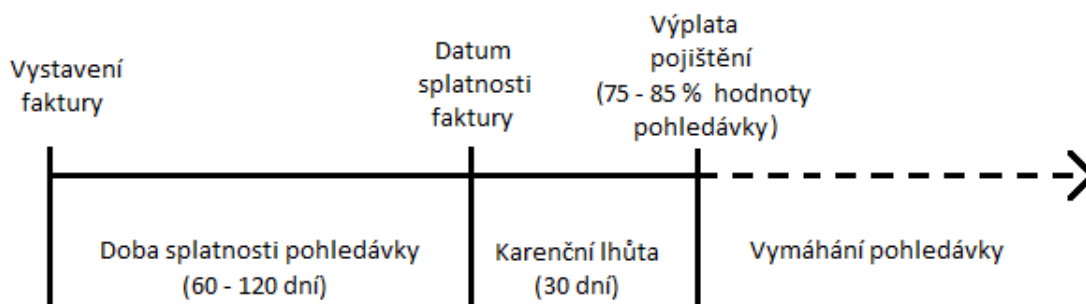 Vystavení
faktury
Datum
splatnosti
faktury
Výplata
pojištění
(75 - 85 % hodnoty
pohledávky)
Doba splatnosti pohledávky
(60 - 120 dní)
Karenční lhůta
(30 dní)
Vymáhání pohledávky